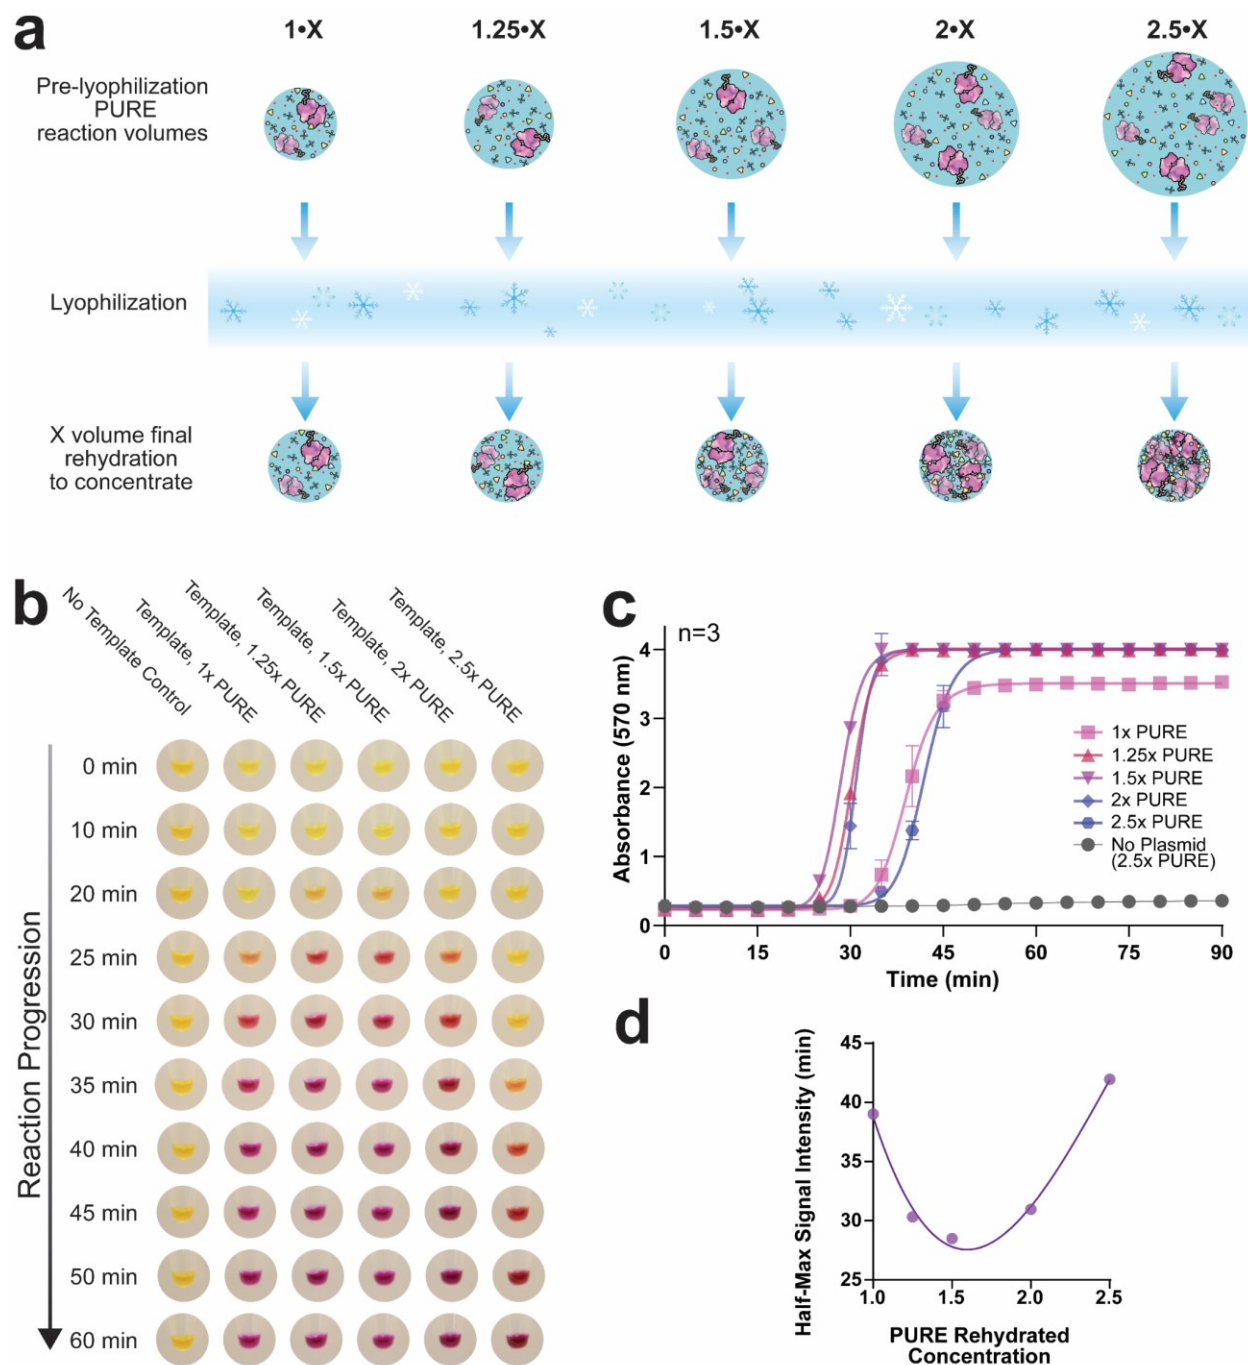 a
1•X
1.25•X
1.5•X
2•X
2.5•X
Pre-lyophilization
PURE
reaction volumes
Lyophilization
X volume final
rehydration
to concentrate
b
No Template Control
Template, 1x PURE
Template, 1.25x PURE
Template, 1.5x PURE
Template, 2x PURE
Template, 2.5x PURE
Reaction Progression
0 min
10 min
20 min
25 min
30 min
35 min
40 min
45 min
50 min
60 min
c
n=3
Absorbance (570 nm)
4
3
2
1
0
0
15
30
45
60
75
90
Time (min)
1x PURE
1.25x PURE
1.5x PURE
2x PURE
2.5x PURE
No Plasmid
(2.5x PURE)
d
Half-Max Signal Intensity (min)
45
40
35
30
25
1.0
1.5
2.0
2.5
PURE Rehydrated
Concentration